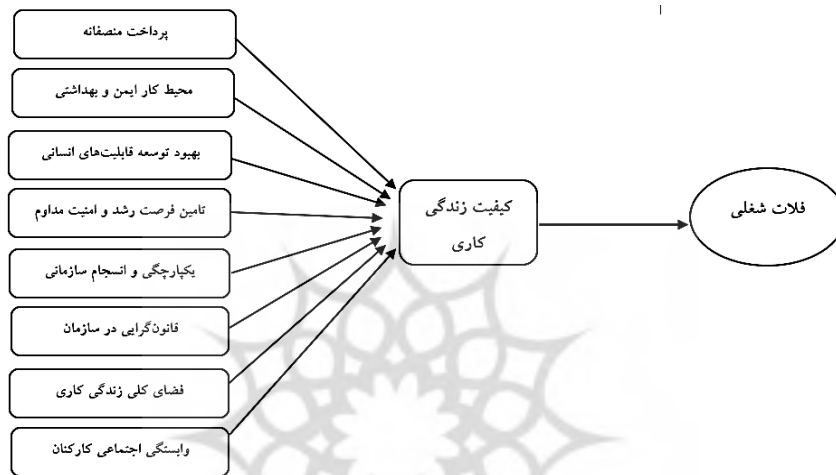 پرداخت منصفانه
محیط کار ایمن و بهداشتی
بهبود توسعه قابلیت‌های انسانی
تامین فرصت رشد و امنیت مداوم
یکپارچگی و انسجام سازمانی
قانون‌گرایی در سازمان
فضای کلی زندگی کاری
وابستگی اجتماعی کارکنان
کیفیت زندگی
کاری
فلات شغلی